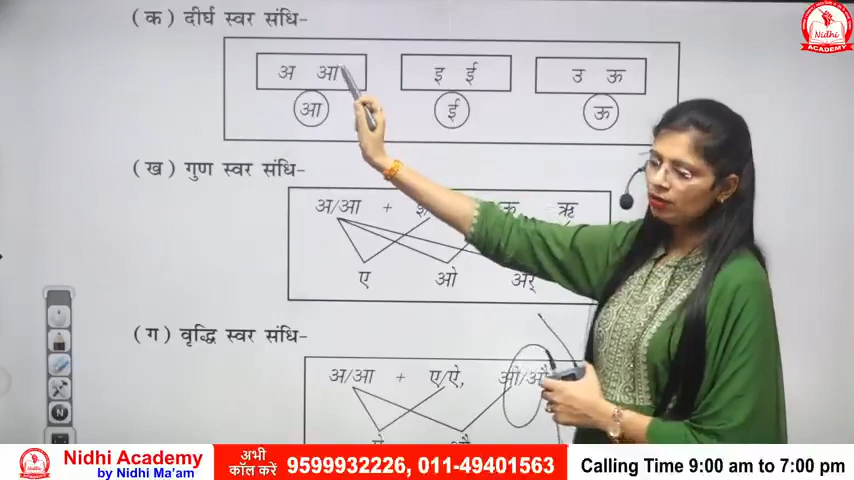 (क) दीर्घ स्वर संधि-
अ आ
इ ई
उ ऊ
आ
ई
ऊ
(ख) गुण स्वर संधि-
अ/आ +
ऊ
ऋ
ए
ओ
अर्
(ग) वृद्धि स्वर संधि-
अ/आ + ए/ऐ, ओ/औ
Nidhi
ACADEMY
Nidhi Academy
by Nidhi Ma'am
अभी
कॉल करें
9599932226, 011-49401563
Calling Time 9:00 am to 7:00 pm